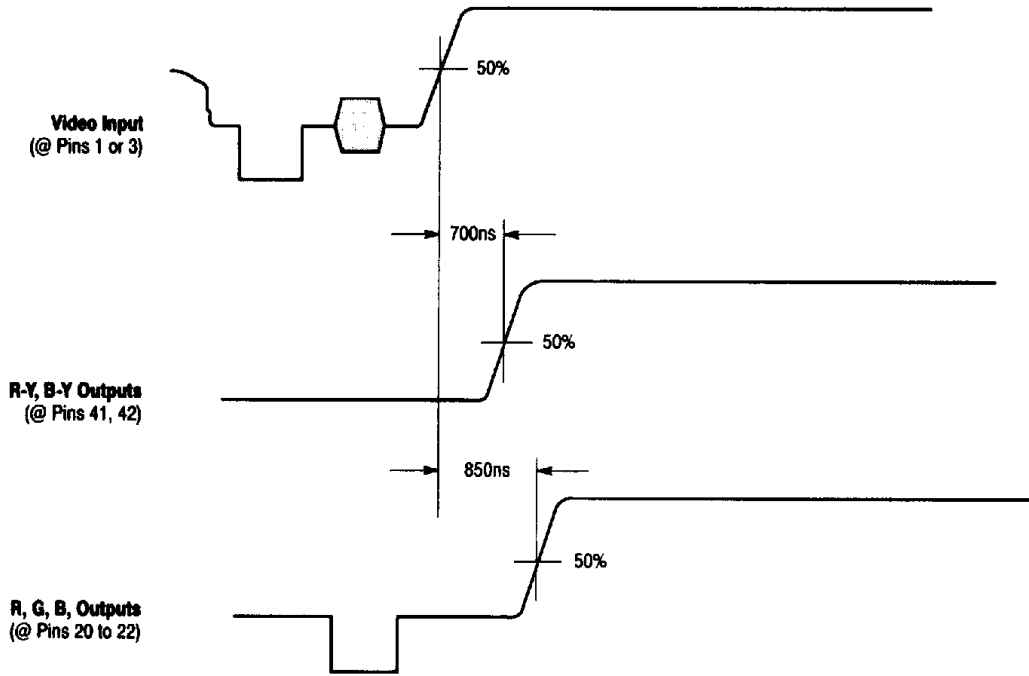 50%
Video Input
(@ Pins 1 or 3)
700ns
50%
R-Y, B-Y Outputs
(@ Pins 41, 42)
850ns
50%
R, G, B, Outputs
(@ Pins 20 to 22)